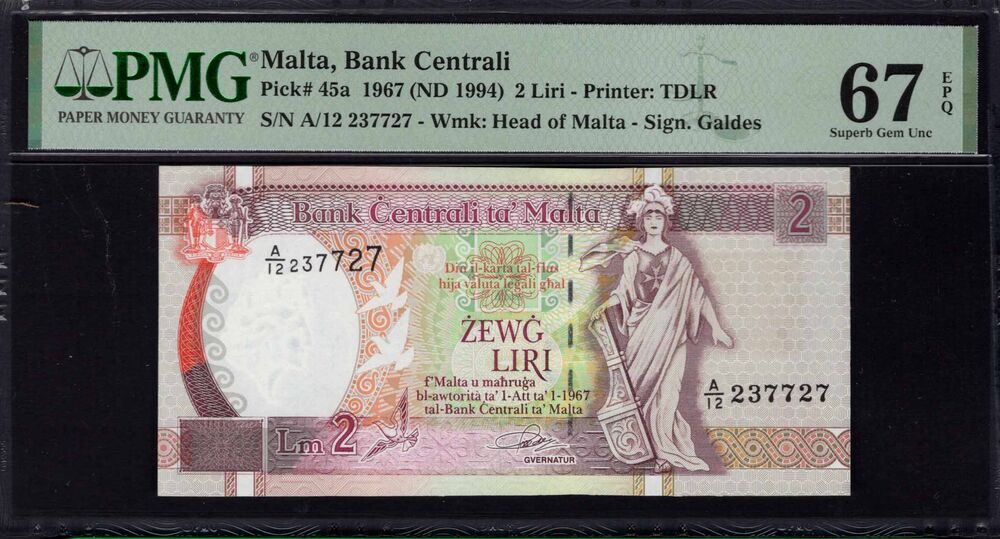 PMG®
PAPER MONEY GUARANTY
Malta, Bank Centrali
Pick# 45a 1967 (ND 1994) 2 Liri - Printer: TDLR
S/N A/12 237727 - Wmk: Head of Malta - Sign. Galdes
67 EPQ
Superb Gem Unc
Bank Ċentrali ta' Malta
2
A/12 237727
Din il-karta tal-flus
hija valuta legali għal
ŻEWĠ
LIRI
f'Malta u maħruġa
bl-awtorità ta' l-Att ta' l-1967
tal-Bank Ċentrali ta' Malta
A/12 237727
Lm 2
GVERNATUR